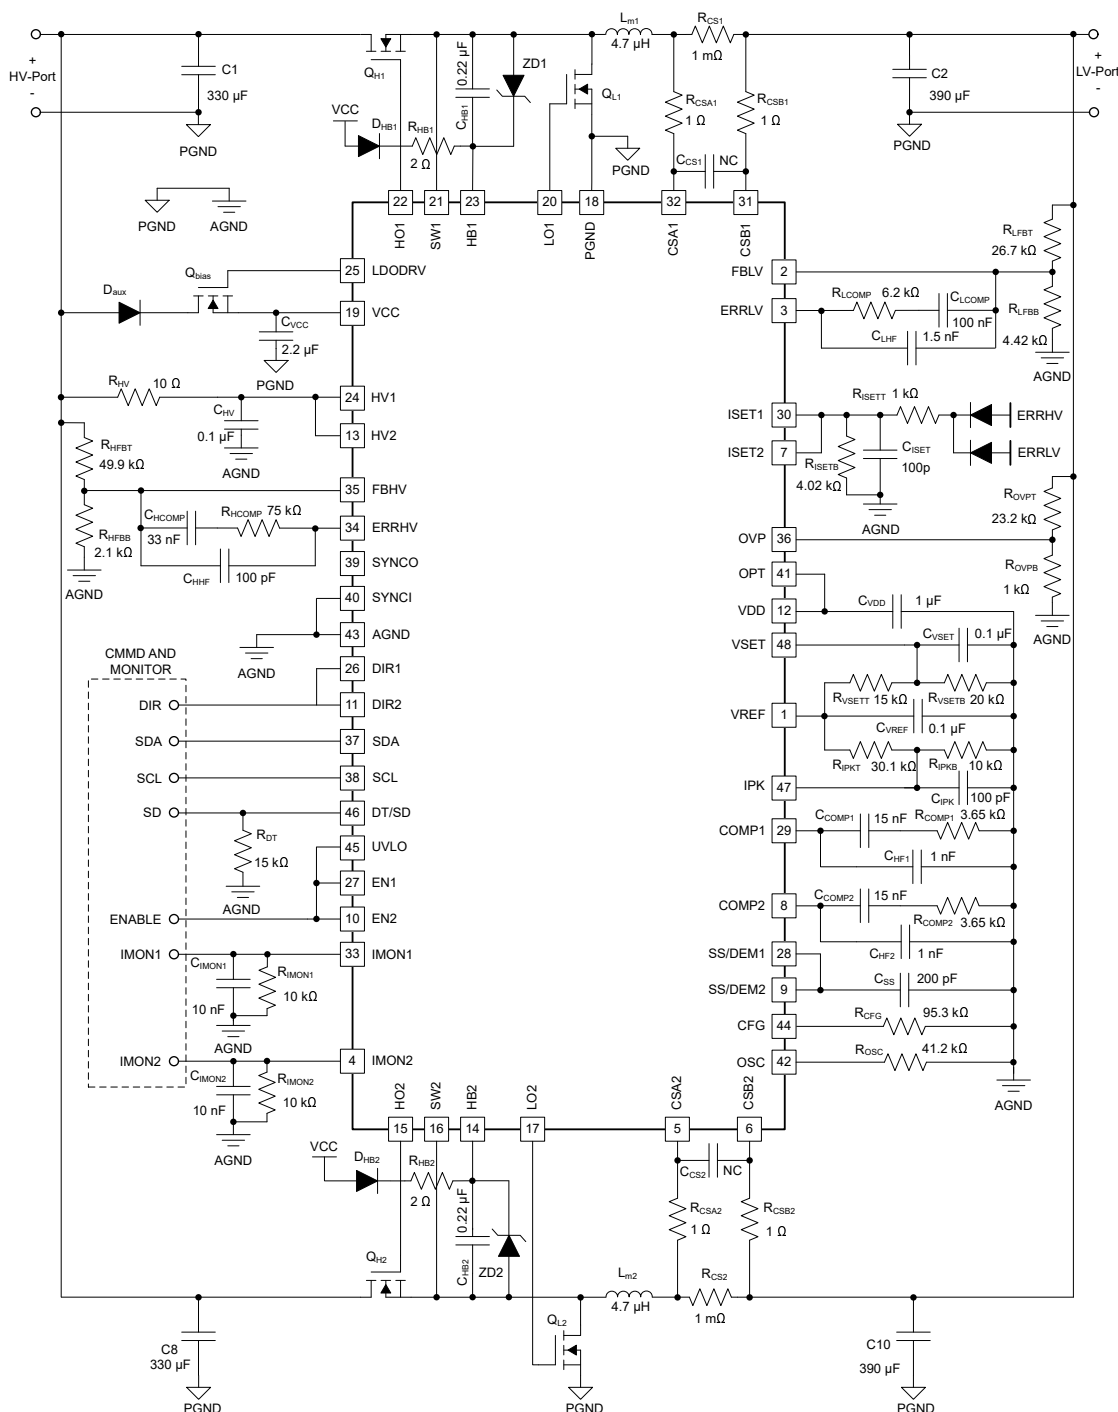 +
HV-Port
-
C1
330 µF
PGND
QH1
Lm1
4.7 µH
RCS1
1 mΩ
0.22 µF
ZD1
QL1
CHB1
VCC
DHB1
RHB1
2 Ω
RCSA1
1 Ω
RCSB1
1 Ω
CCS1
NC
PGND
C2
390 µF
PGND
+
LV-Port
-
PGND
AGND
22
21
23
20
18
32
31
HO1
SW1
HB1
LO1
PGND
CSA1
CSB1
Daux
Qbias
25
LDODRV
19
VCC
CVCC
2.2 µF
PGND
RHV
10 Ω
24
HV1
CHV
0.1 µF
AGND
13
HV2
RHFBT
49.9 kΩ
35
FBHV
CHCOMP
33 nF
RHCOMP
75 kΩ
34
ERRHV
RHFBB
2.1 kΩ
AGND
CHHF
100 pF
39
SYNCO
40
SYNCI
43
AGND
AGND
CMMD AND
MONITOR
26
DIR1
DIR
11
DIR2
SDA
37
SDA
SCL
38
SCL
SD
46
DT/SD
RDT
15 kΩ
AGND
45
UVLO
27
EN1
ENABLE
10
EN2
IMON1
33
IMON1
CIMON1
10 nF
RIMON1
10 kΩ
AGND
IMON2
4
IMON2
CIMON2
10 nF
RIMON2
10 kΩ
AGND
FBLV
2
RLFBT
26.7 kΩ
ERRLV
3
RLCOMP
6.2 kΩ
CLCOMP
100 nF
CLHF
1.5 nF
RLFBB
4.42 kΩ
AGND
ISET1
30
RISETT
1 kΩ
ERRHV
ERRLV
ISET2
7
RISETB
4.02 kΩ
CISET
100p
AGND
ROVPT
23.2 kΩ
OVP
36
ROVPB
1 kΩ
AGND
OPT
41
VDD
12
CVDD
1 µF
VSET
48
CVSET
0.1 µF
RVSETT
15 kΩ
RVSETB
20 kΩ
VREF
1
CVREF
0.1 µF
RIPKT
30.1 kΩ
RIPKB
10 kΩ
IPK
47
CIPK
100 pF
COMP1
29
CCOMP1
15 nF
RCOMP1
3.65 kΩ
CHF1
1 nF
COMP2
8
CCOMP2
15 nF
RCOMP2
3.65 kΩ
CHF2
1 nF
SS/DEM1
28
SS/DEM2
9
CSS
200 pF
CFG
44
RCFG
95.3 kΩ
OSC
42
ROSC
41.2 kΩ
AGND
HO2
SW2
HB2
LO2
CSA2
CSB2
15
16
14
17
5
6
VCC
DHB2
RHB2
2 Ω
0.22 µF
CHB2
ZD2
QH2
CCS2
NC
RCSA2
1 Ω
RCSB2
1 Ω
Lm2
4.7 µH
RCS2
1 mΩ
QL2
PGND
C8
330 µF
PGND
C10
390 µF
PGND